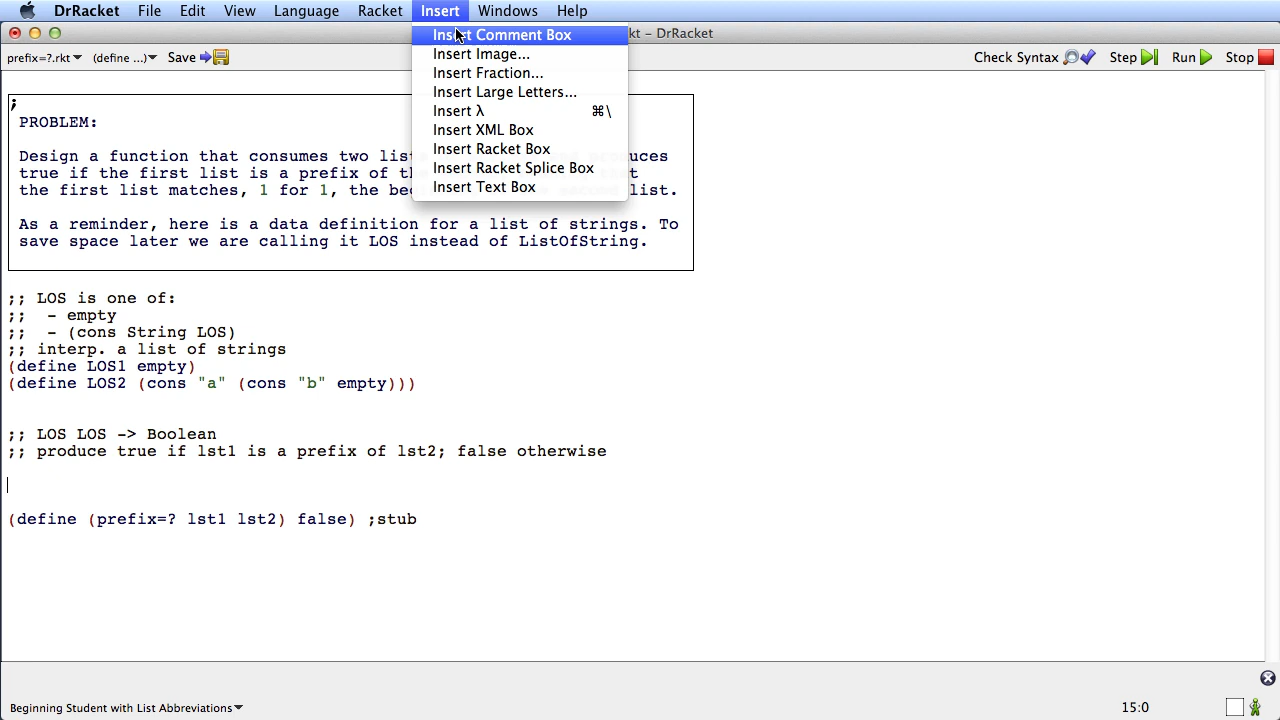 DrRacket File Edit View Language Racket Insert Windows Help
kt – DrRacket
prefix=?.rkt (define ...) Save Check Syntax Step Run Stop
Insert Comment Box
Insert Image...
Insert Fraction...
Insert Large Letters...
Insert λ ⌘\
Insert XML Box
Insert Racket Box
Insert Racket Splice Box
Insert Text Box
;
PROBLEM:
Design a function that consumes two lists
true if the first list is a prefix of
the first list matches, 1 for 1, the list.
As a reminder, here is a data definition for a list of strings. To
save space later we are calling it LOS instead of ListOfString.
;; LOS is one of:
;;  - empty
;;  - (cons String LOS)
;; interp. a list of strings
(define LOS1 empty)
(define LOS2 (cons "a" (cons "b" empty)))
;; LOS LOS -> Boolean
;; produce true if lst1 is a prefix of lst2; false otherwise
(define (prefix=? lst1 lst2) false) ;stub
Beginning Student with List Abbreviations 15:0